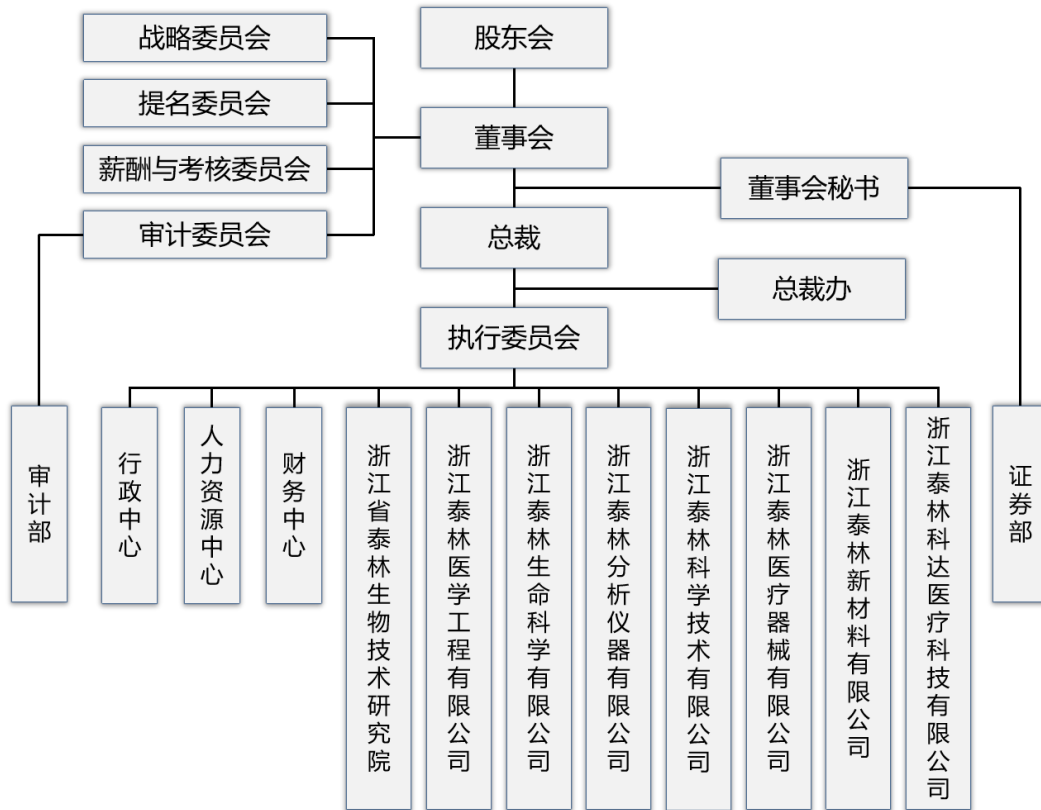 战略委员会
股东会
提名委员会
董事会
薪酬与考核委员会
董事会秘书
审计委员会
总裁
总裁办
执行委员会
审计部
行政中心
人力资源中心
财务中心
浙江省泰林生物技术研究院
浙江泰林医学工程有限公司
浙江泰林生命科学有限公司
浙江泰林分析仪器有限公司
浙江泰林科学技术有限公司
浙江泰林医疗器械有限公司
浙江泰林新材料有限公司
浙江泰林科达医疗科技有限公司
证券部